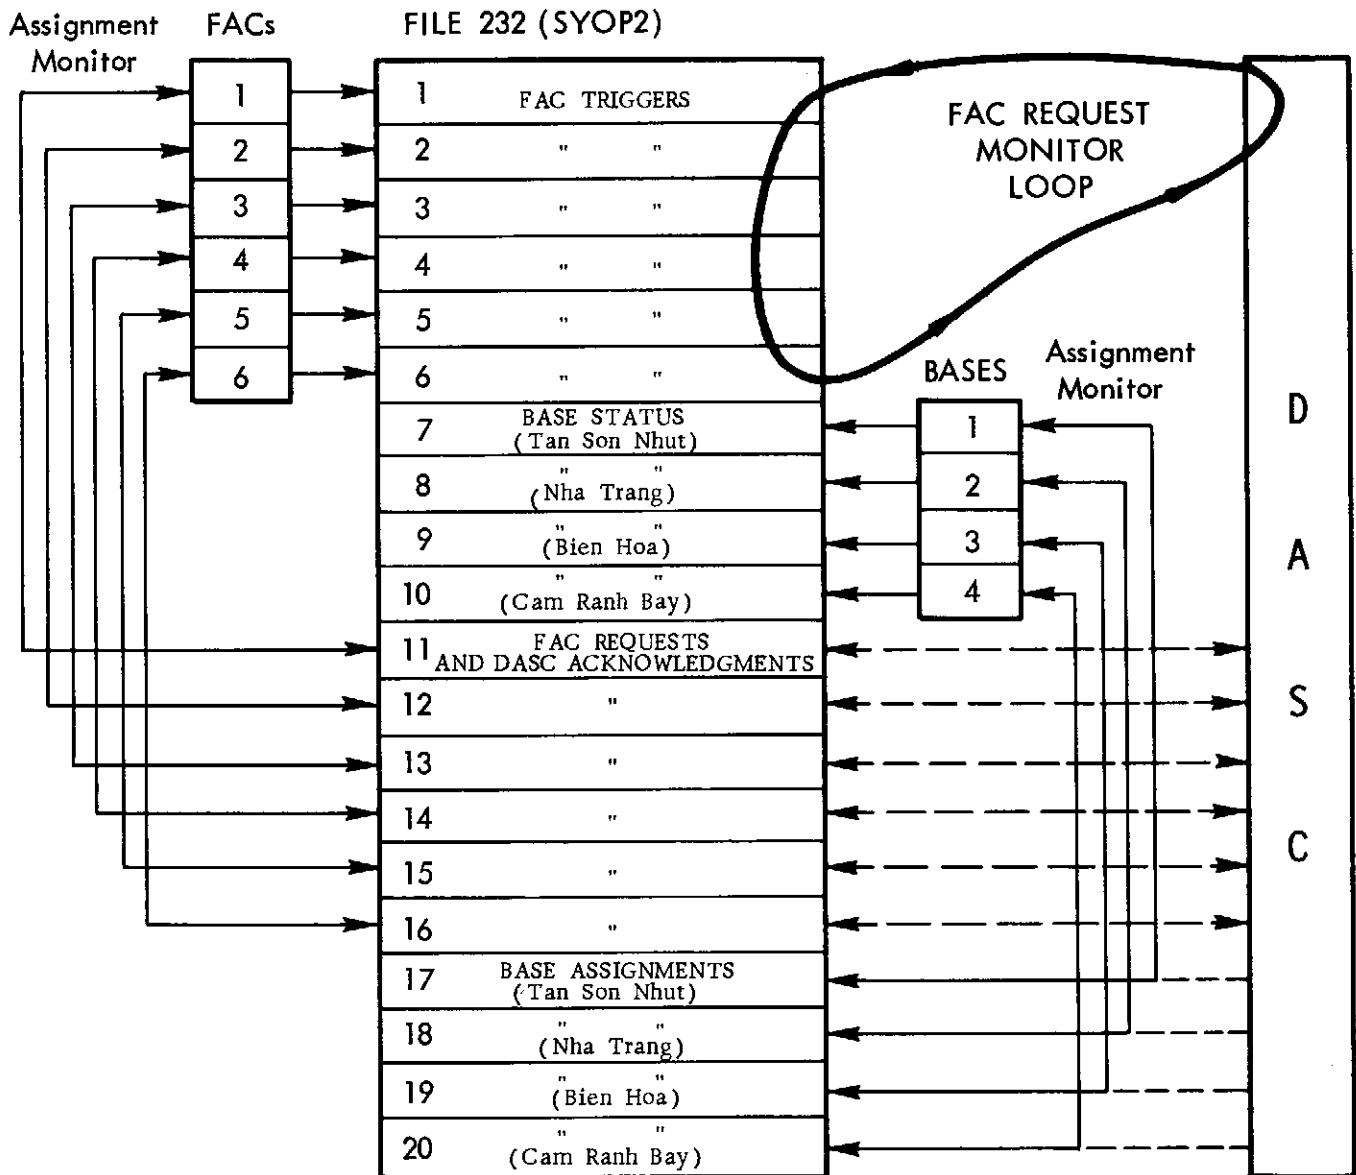 Assignment Monitor
FACs
FILE 232 (SYOP2)
1
2
3
4
5
6
1 FAC TRIGGERS
2 " "
3 " "
4 " "
5 " "
6 " "
7 BASE STATUS
(Tan Son Nhut)
8 " "
(Nha Trang)
9 " "
(Bien Hoa)
10 " "
(Cam Ranh Bay)
11 FAC REQUESTS
AND DASC ACKNOWLEDGMENTS
12 "
13 "
14 "
15 "
16 "
17 BASE ASSIGNMENTS
(Tan Son Nhut)
18 " "
(Nha Trang)
19 " "
(Bien Hoa)
20 " "
(Cam Ranh Bay)
FAC REQUEST
MONITOR
LOOP
BASES
Assignment
Monitor
1
2
3
4
D
A
S
C